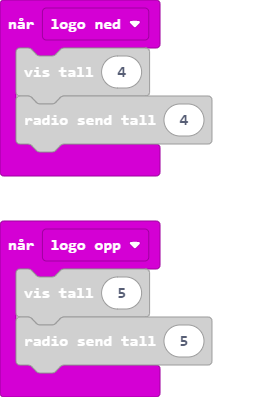 når logo ned
vis tall 4
radio send tall 4
når logo opp
vis tall 5
radio send tall 5